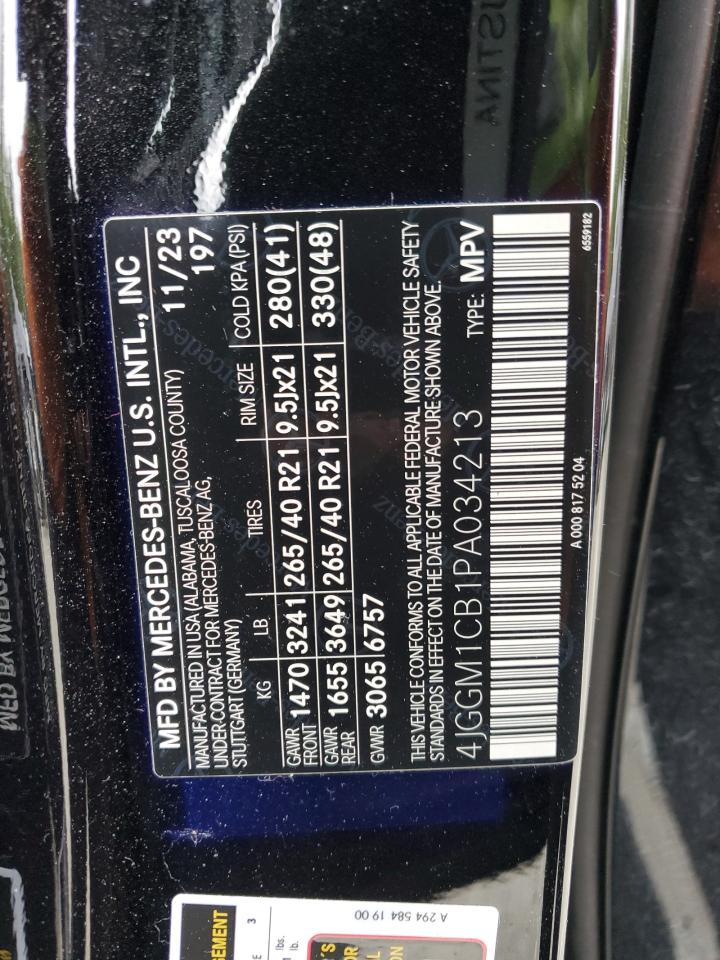 MFD BY MERCEDES-BENZ U.S. INTL., INC
MANUFACTURED IN USA (ALABAMA, TUSCALOOSA COUNTY) 11/23
UNDER CONTRACT FOR MERCEDES-BENZ AG, 197
STUTTGART (GERMANY)
KG LB TIRES RIM SIZE COLD KPA (PSI)
GAWR FRONT 1470 3241 265/40 R21 9.5Jx21 280(41)
GAWR REAR 1655 3649 265/40 R21 9.5Jx21 330(48)
GVWR 3065 6757
THIS VEHICLE CONFORMS TO ALL APPLICABLE FEDERAL MOTOR VEHICLE SAFETY
STANDARDS IN EFFECT ON THE DATE OF MANUFACTURE SHOWN ABOVE.
4JGGM1CB1PA034213 TYPE: MPV
A 000 817 52 04 6559182
A 294 584 19 00
3
lbs.
lb.